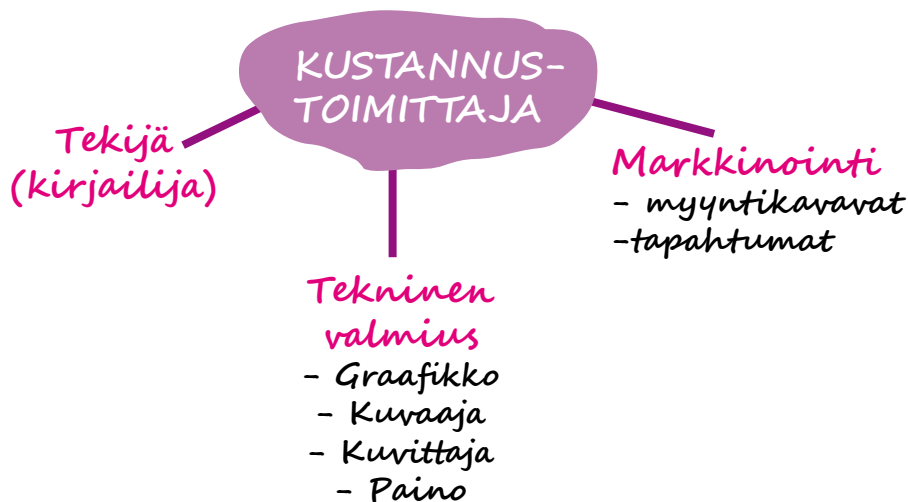 KUSTANNUS-
TOIMITTAJA
Tekijä
(kirjailija)
Markkinointi
- myyntikavavat
-tapahtumat
Tekninen
valmius
- Graafikko
- Kuvaaja
- Kuvittaja
- Paino